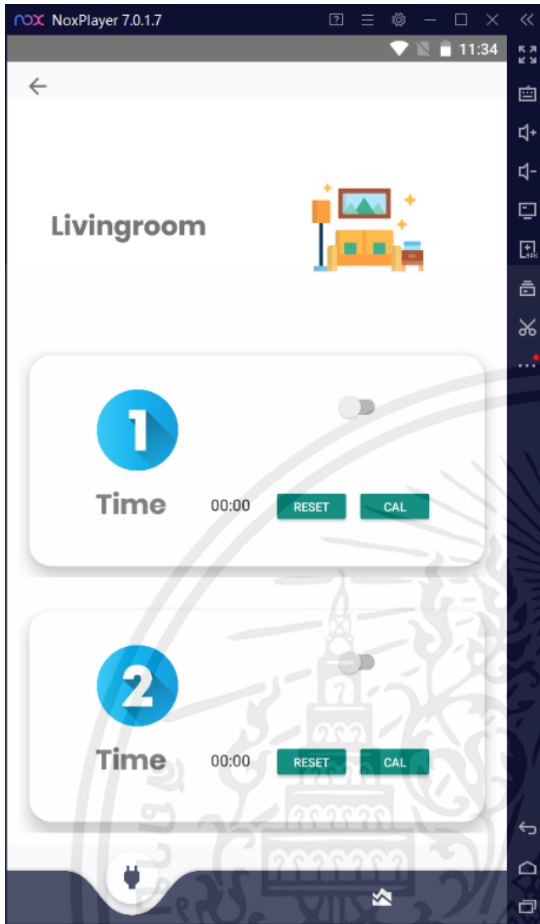 nox NoxPlayer 7.0.1.7
11:34
Livingroom
1
Time 00:00 RESET CAL
2
Time 00:00 RESET CAL